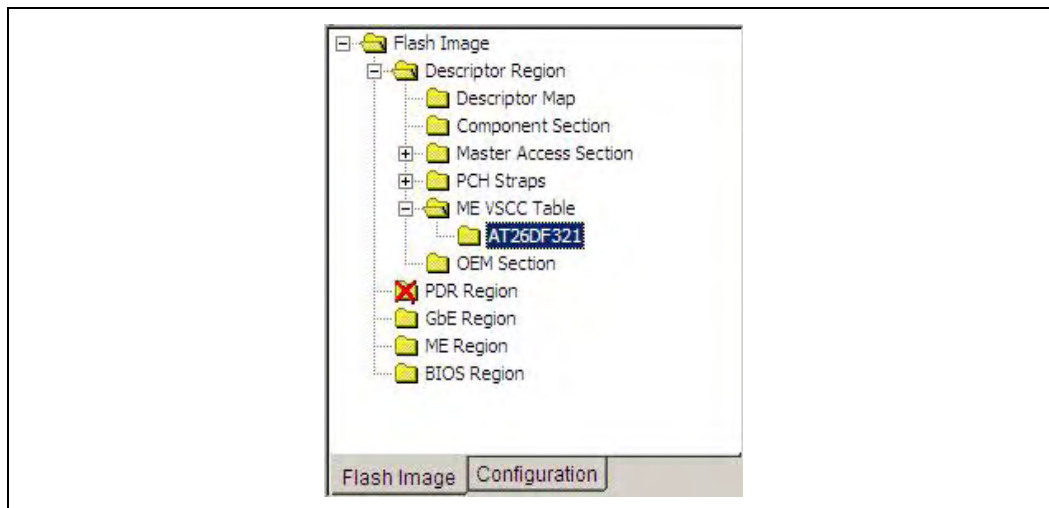 Flash Image
Descriptor Region
Descriptor Map
Component Section
Master Access Section
PCH Straps
ME VSCC Table
AT26DF321
OEM Section
PDR Region
GbE Region
ME Region
BIOS Region
Flash Image Configuration